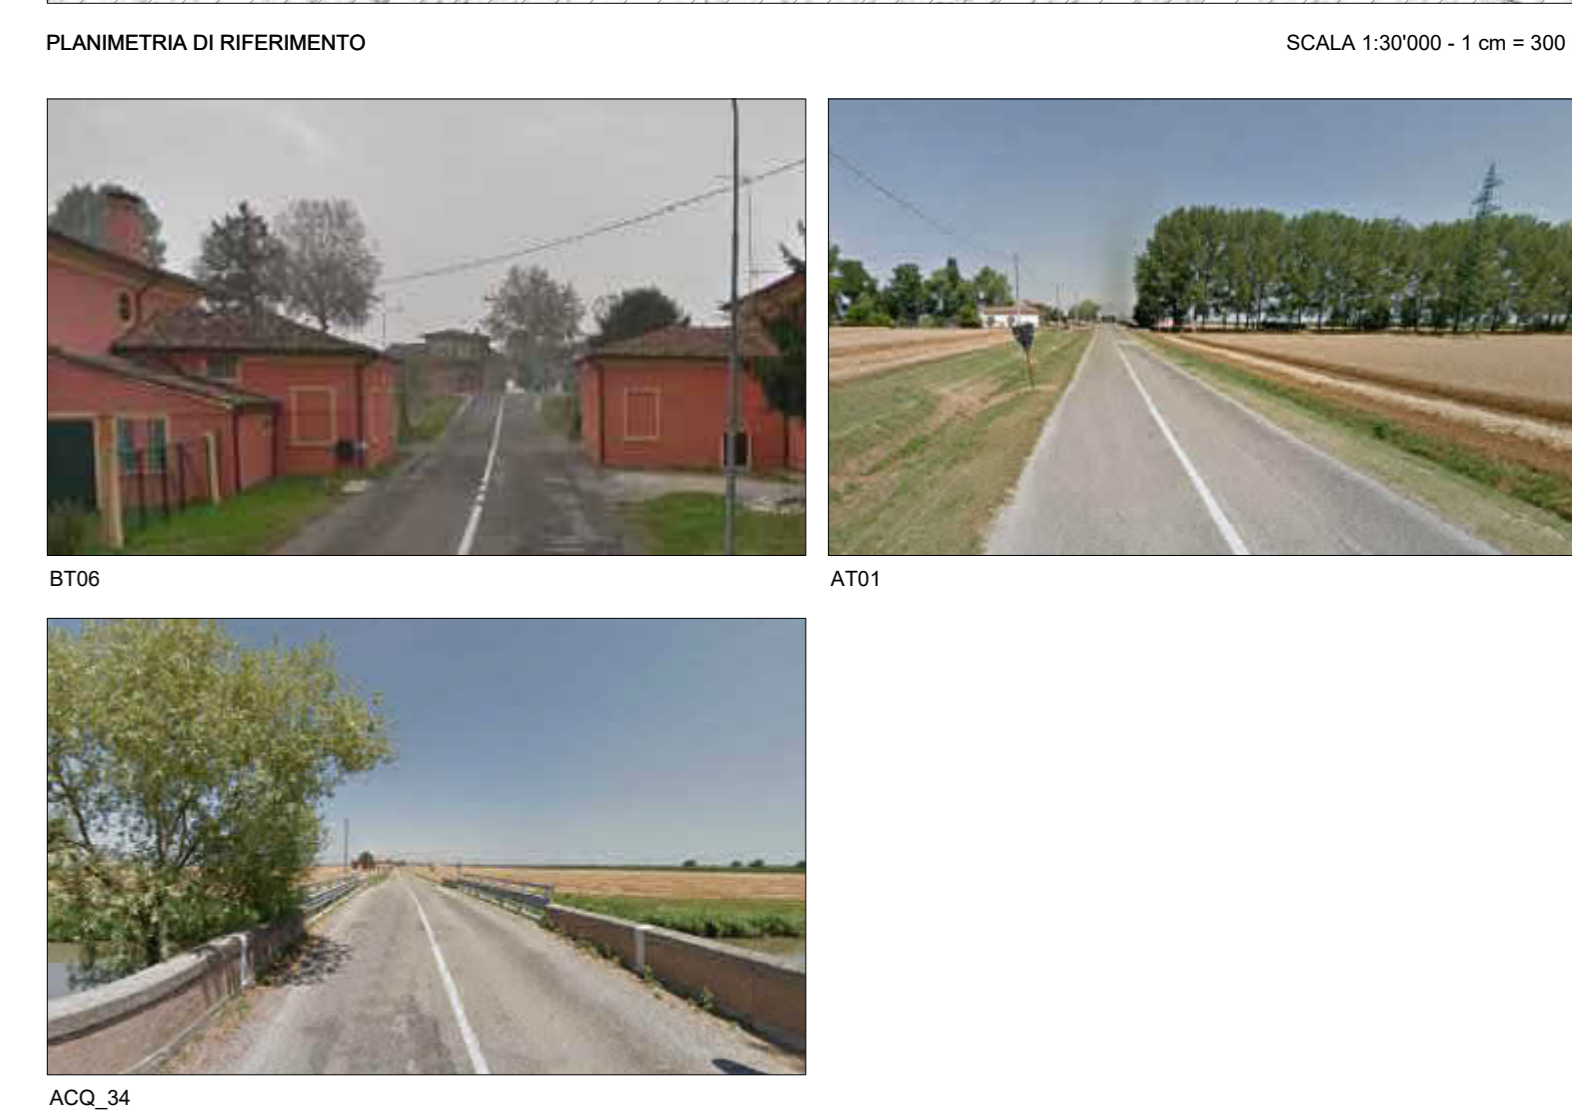 PLANIMETRIA DI RIFERIMENTO
SCALA 1:30'000 - 1 cm = 300
BT06
AT01
ACQ_34